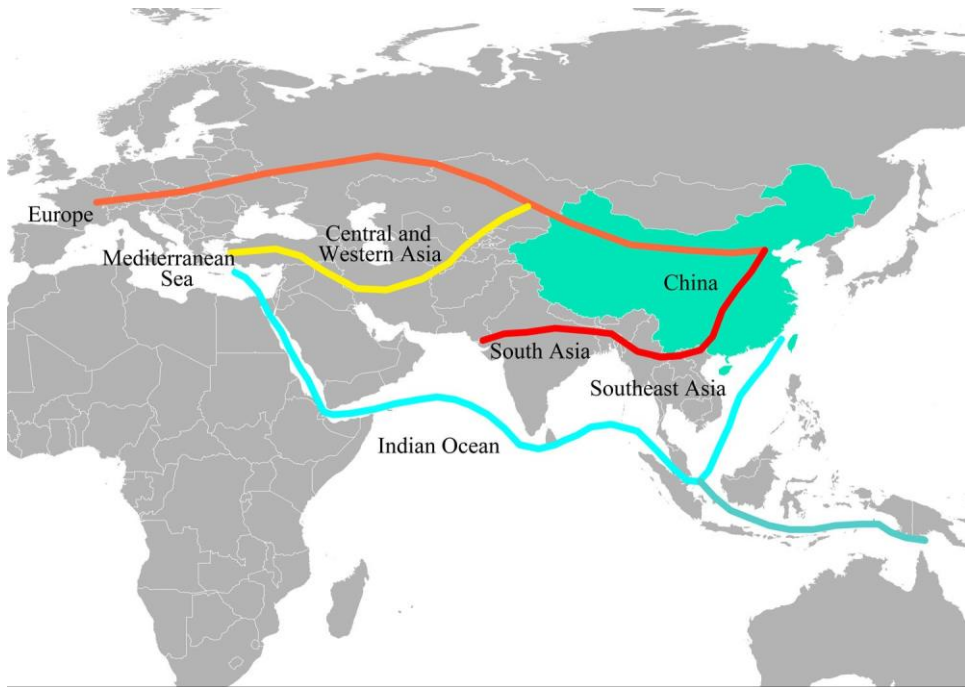 Europe
Mediterranean
Sea
Central and
Western Asia
China
South Asia
Southeast Asia
Indian Ocean